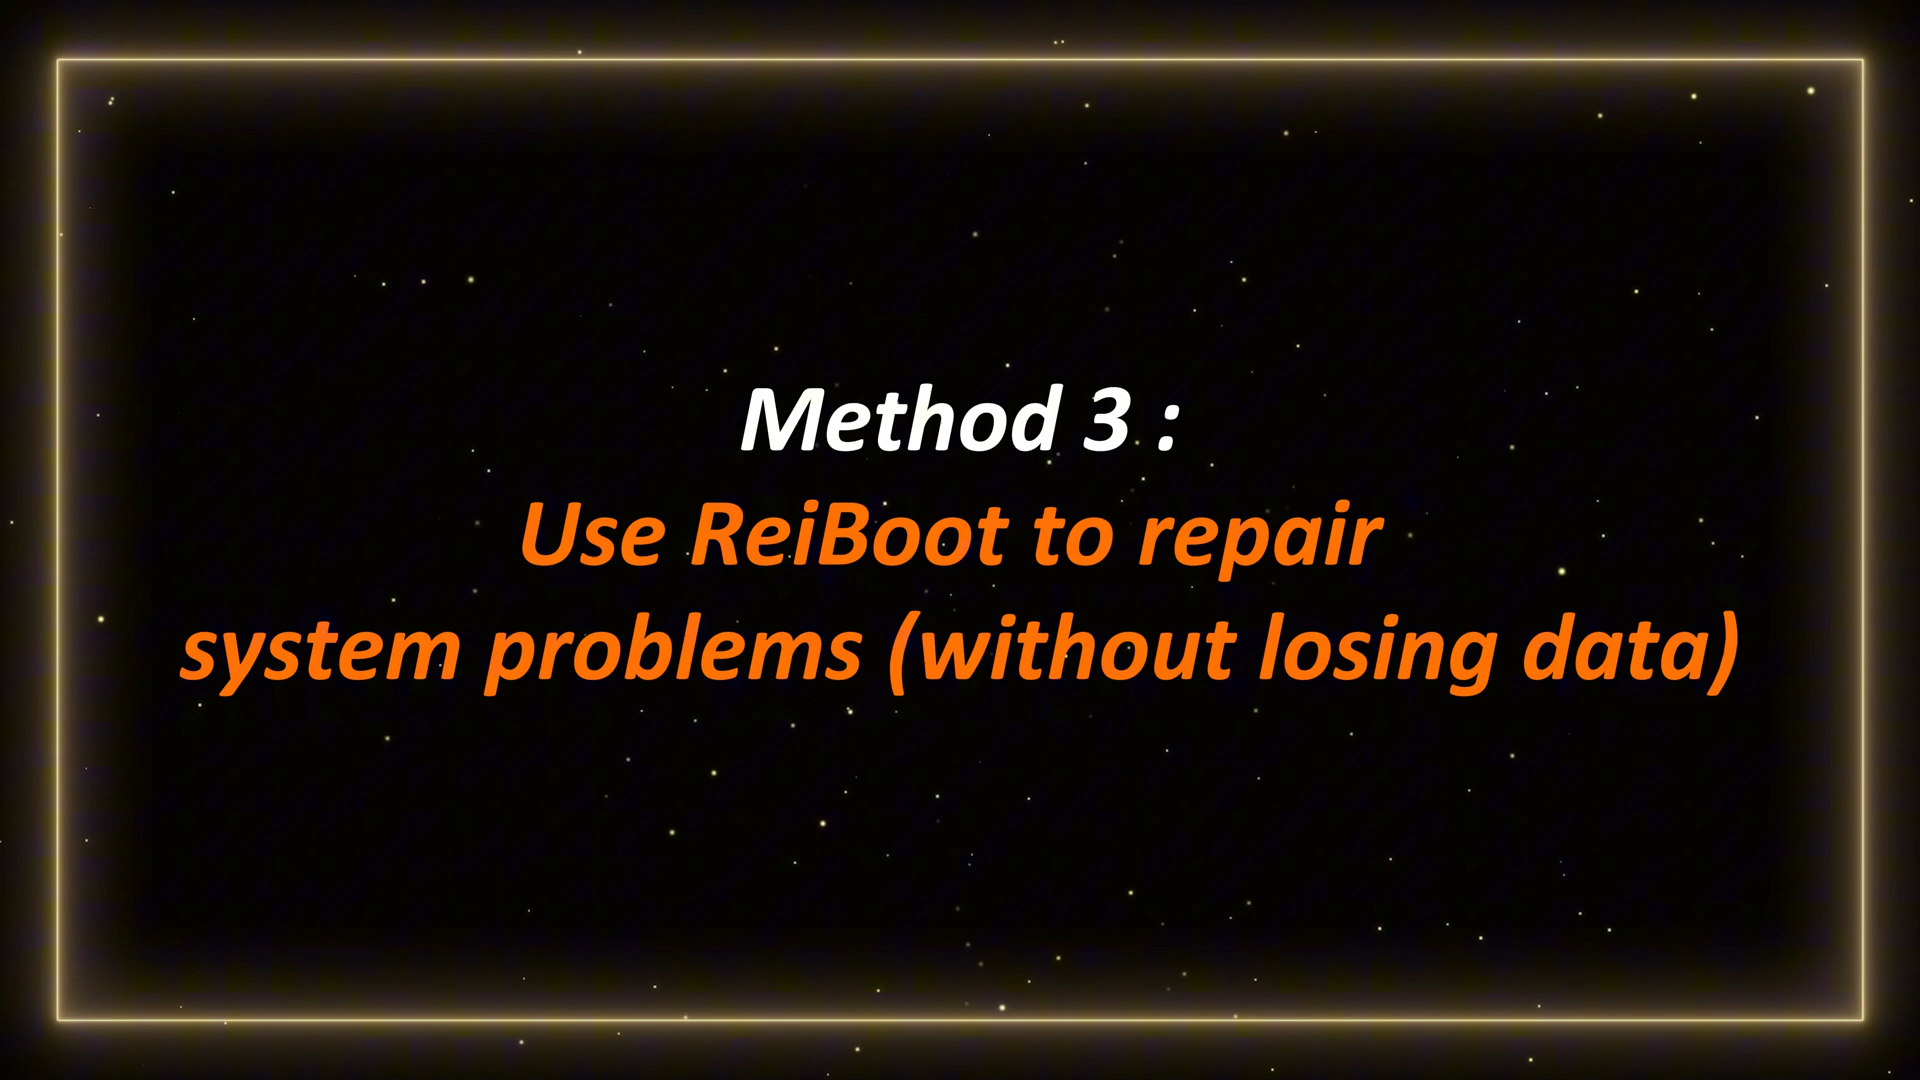 Method 3 :
Use ReiBoot to repair
system problems (without losing data)